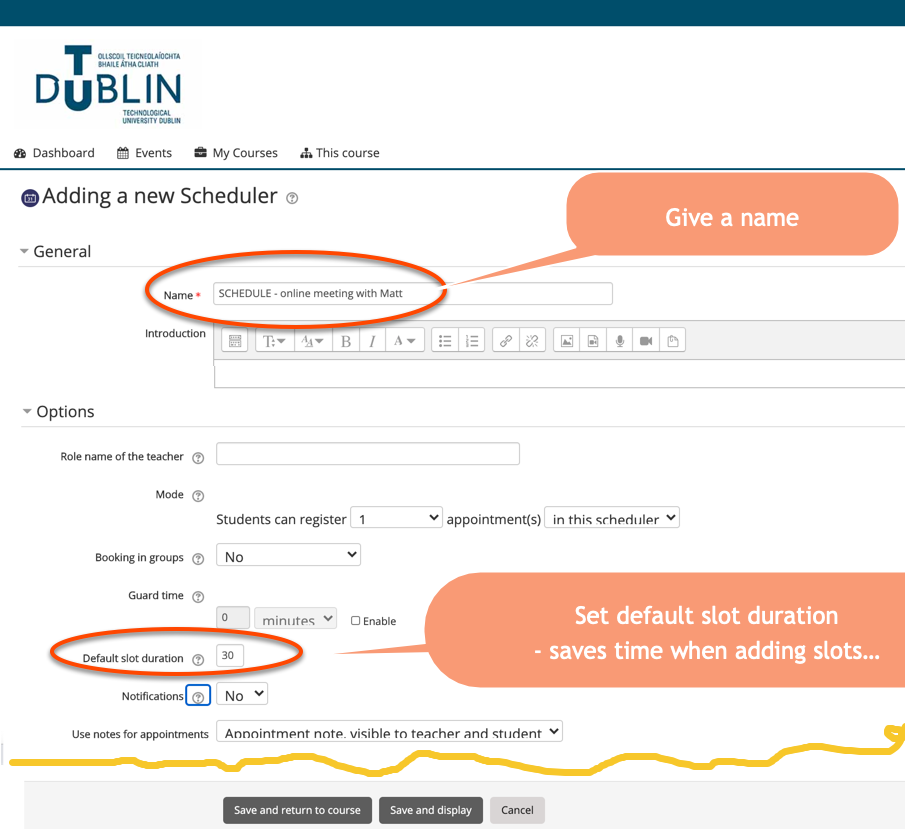 OLLSCOIL TEICNEOLAÍOCHTA
BHAILE ÁTHA CLIATH
T
DUBLIN
TECHNOLOGICAL
UNIVERSITY DUBLIN
Dashboard Events My Courses This course
Adding a new Scheduler
Give a name
General
Name * SCHEDULE - online meeting with Matt
Introduction
Options
Role name of the teacher
Mode
Students can register 1 appointment(s) in this scheduler
Booking in groups No
Guard time
0 minutes Enable
Set default slot duration
- saves time when adding slots...
Default slot duration 30
Notifications No
Use notes for appointments Appointment note, visible to teacher and student
Save and return to course Save and display Cancel